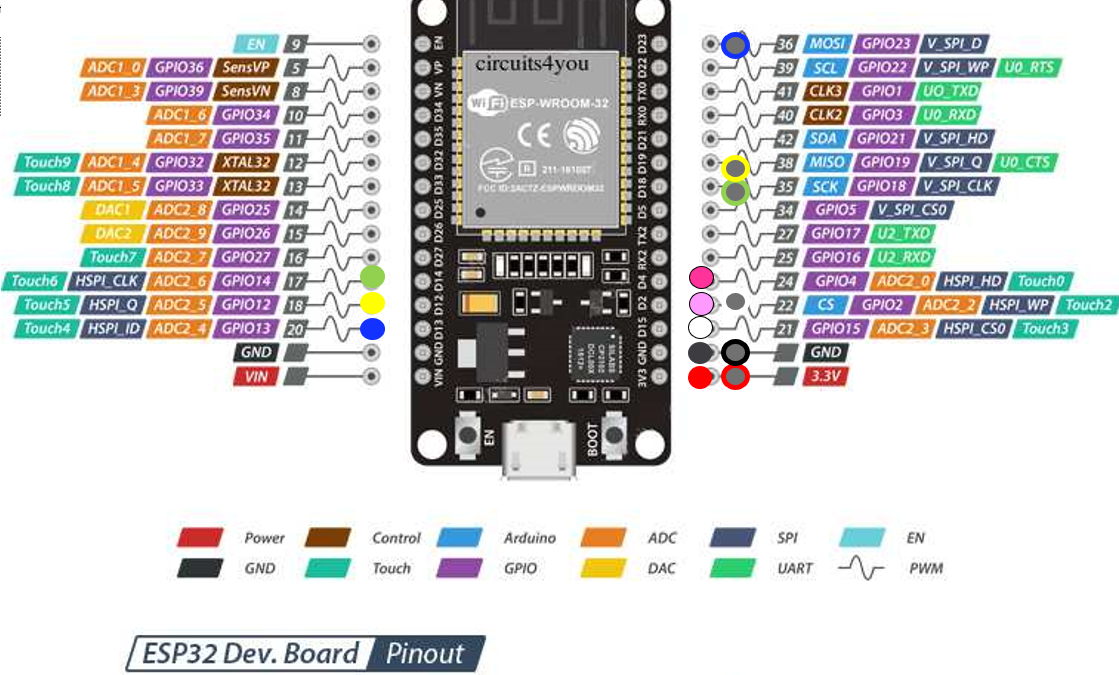 EN 9 EN D23 36 MOSI GPIO23 V_SPI_D
ADC1_0 GPIO36 SensVP 5 VP D22 39 SCL GPIO22 V_SPI_WP U0_RTS
circuits4you
ADC1_3 GPIO39 SensVN 8 VN TX0 41 CLK3 GPIO1 U0_TXD
Wi Fi ESP-WROOM-32
ADC1_6 GPIO34 10 D34 RX0 40 CLK2 GPIO3 U0_RXD
CE
ADC1_7 GPIO35 11 D35 D21 42 SDA GPIO21 V_SPI_HD
Touch9 ADC1_4 GPIO32 XTAL32 12 D32 D19 38 MISO GPIO19 V_SPI_Q U0_CTS
R
Touch8 ADC1_5 GPIO33 XTAL32 13 D33 D18 35 SCK GPIO18 V_SPI_CLK
DAC1 ADC2_8 GPIO25 14 D25 D5 34 GPIO5 V_SPI_CS0
DAC2 ADC2_9 GPIO26 15 D26 TX2 27 GPIO17 U2_TXD
Touch7 ADC2_7 GPIO27 16 D27 RX2 25 GPIO16 U2_RXD
Touch6 HSPI_CLK ADC2_6 GPIO14 17 D14 D4 24 GPIO4 ADC2_0 HSPI_HD Touch0
Touch5 HSPI_Q ADC2_5 GPIO12 18 D12 D2 22 CS GPIO2 ADC2_2 HSPI_WP Touch2
Touch4 HSPI_ID ADC2_4 GPIO13 20 D13 D15 21 GPIO15 ADC2_3 HSPI_CS0 Touch3
SILABS
CP2102
DCL00X
GND GND GND GND
VIN VIN 3V3 3.3V
EN BOOT
Power Control Arduino ADC SPI EN
GND Touch GPIO DAC UART PWM
ESP32 Dev. Board Pinout